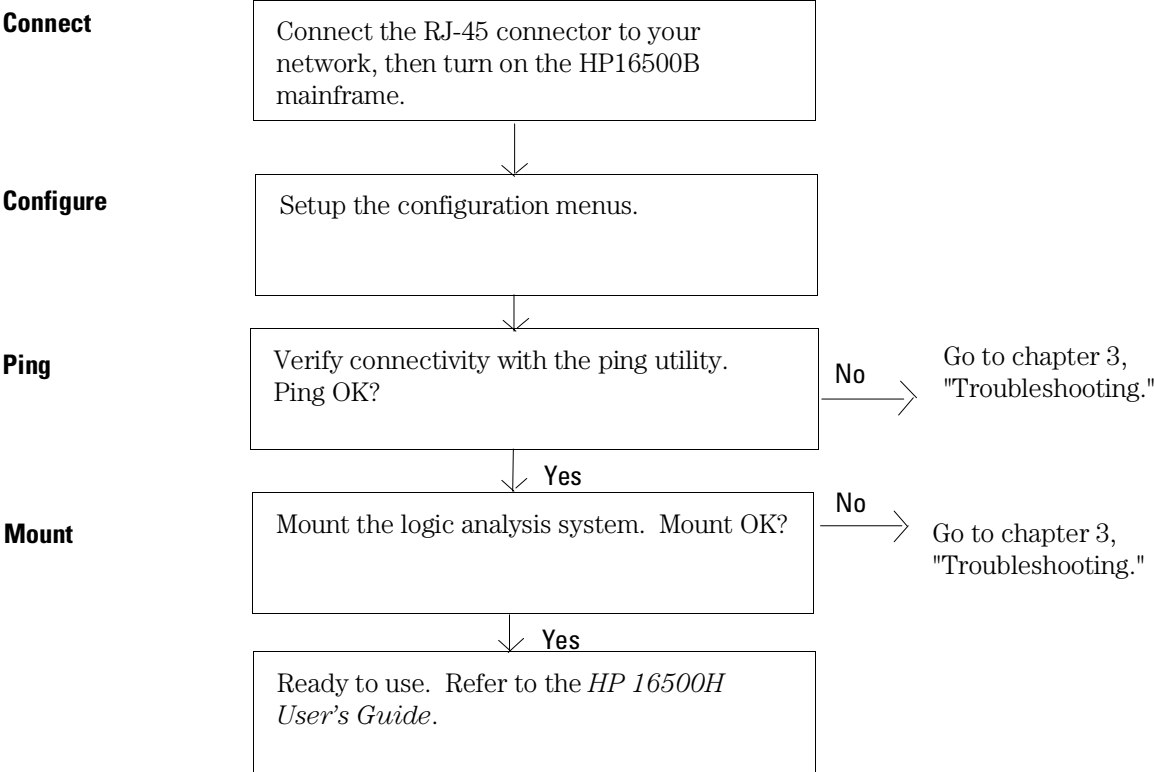 Connect
Connect the RJ-45 connector to your
network, then turn on the HP16500B
mainframe.
Configure
Setup the configuration menus.
Ping
Verify connectivity with the ping utility.
Ping OK?
No
Go to chapter 3,
"Troubleshooting."
Yes
Mount
Mount the logic analysis system.  Mount OK?
No
Go to chapter 3,
"Troubleshooting."
Yes
Ready to use.  Refer to the HP 16500H
User's Guide.